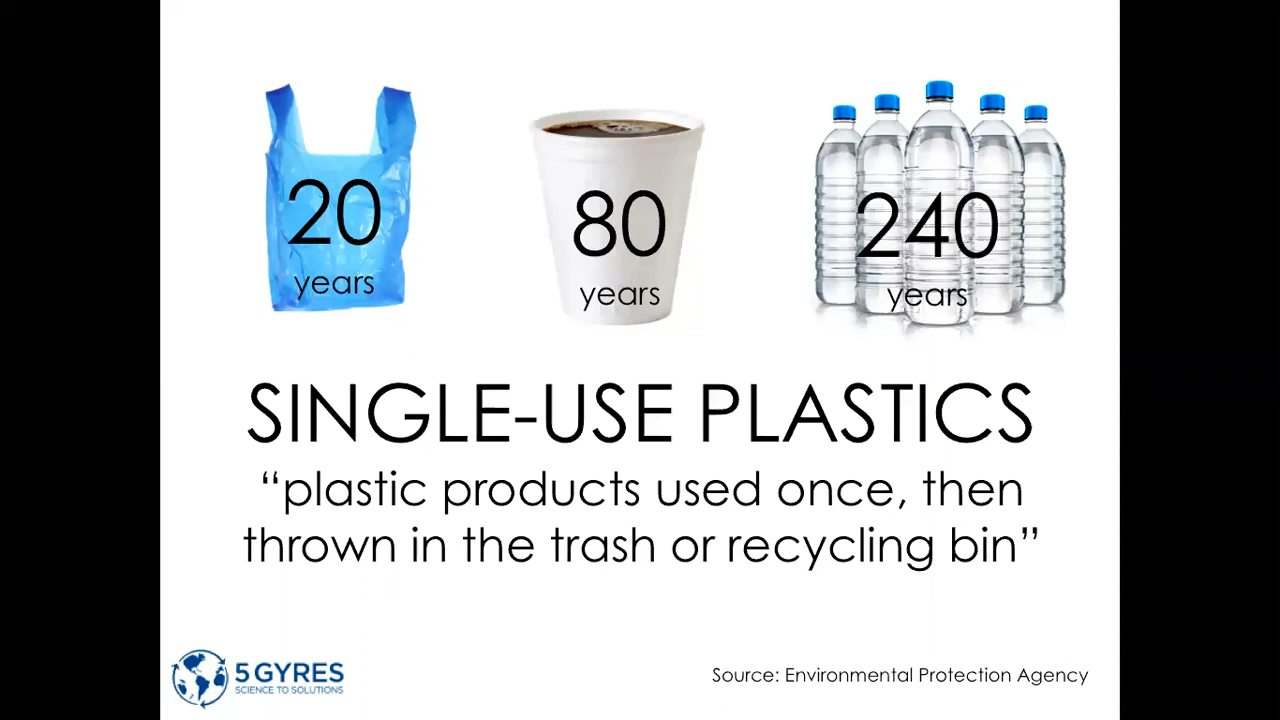 20
years
80
years
240
years
SINGLE-USE PLASTICS
“plastic products used once, then
thrown in the trash or recycling bin”
5 GYRES
SCIENCE TO SOLUTIONS
Source: Environmental Protection Agency